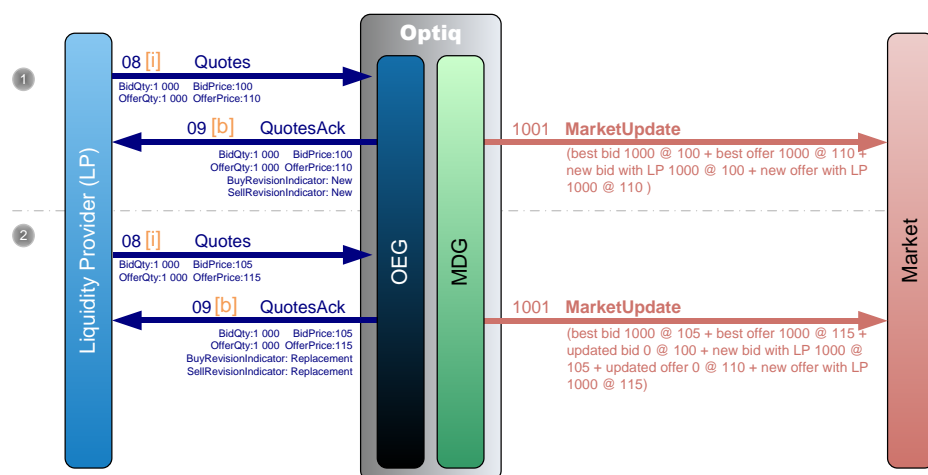 Optiq
Liquidity Provider (LP)
OEG
MDG
Market
1
08 [i] Quotes
BidQty:1 000 BidPrice:100
OfferQty:1 000 OfferPrice:110
09 [b] QuotesAck
BidQty:1 000 BidPrice:100
OfferQty:1 000 OfferPrice:110
BuyRevisionIndicator: New
SellRevisionIndicator: New
1001 MarketUpdate
(best bid 1000 @ 100 + best offer 1000 @ 110 +
new bid with LP 1000 @ 100 + new offer with LP
1000 @ 110 )
2
08 [i] Quotes
BidQty:1 000 BidPrice:105
OfferQty:1 000 OfferPrice:115
09 [b] QuotesAck
BidQty:1 000 BidPrice:105
OfferQty:1 000 OfferPrice:115
BuyRevisionIndicator: Replacement
SellRevisionIndicator: Replacement
1001 MarketUpdate
(best bid 1000 @ 105 + best offer 1000 @ 115 +
updated bid 0 @ 100 + new bid with LP 1000 @
105 + updated offer 0 @ 110 + new offer with LP
1000 @ 115)